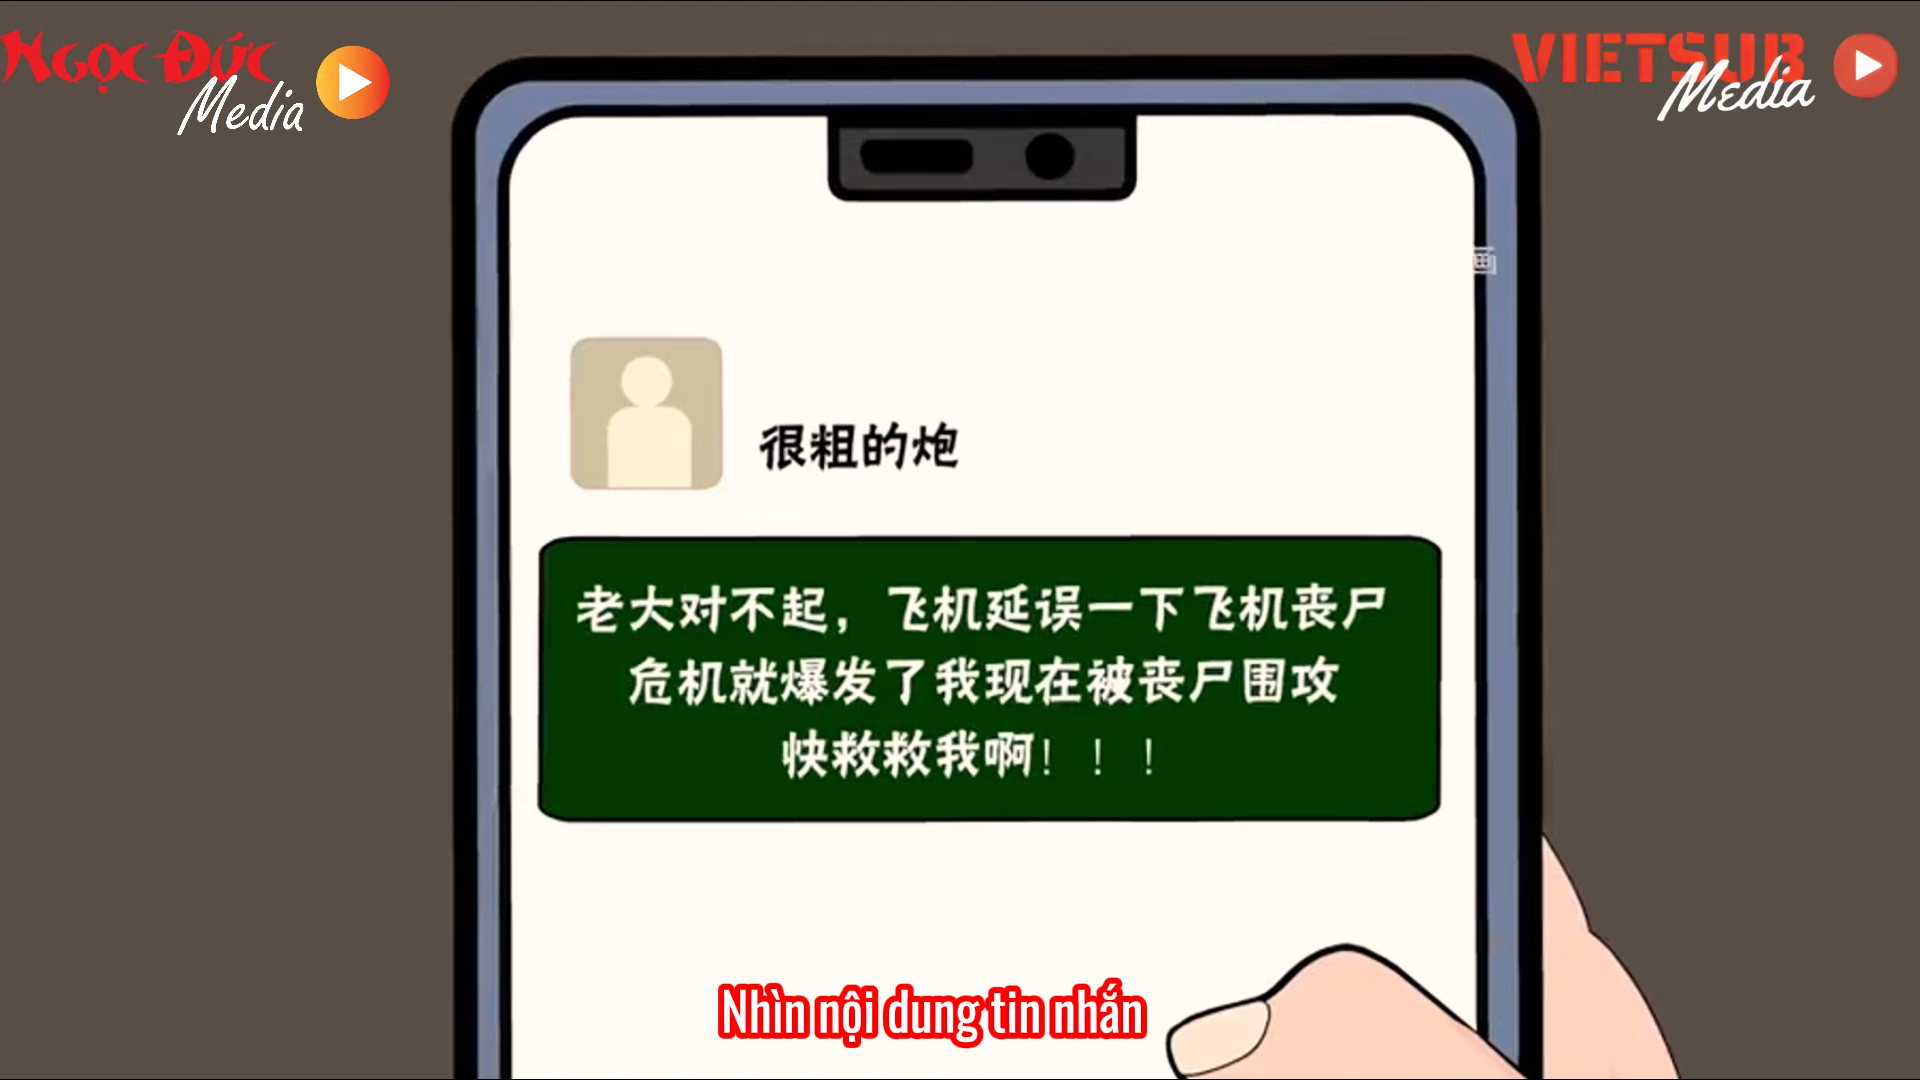 Ngọc Đức
Media
VIETSUB
Media
画
很粗的炮
老大对不起，飞机延误一下飞机丧尸
危机就爆发了我现在被丧尸围攻
快救救我啊！！！
Nhìn nội dung tin nhắn